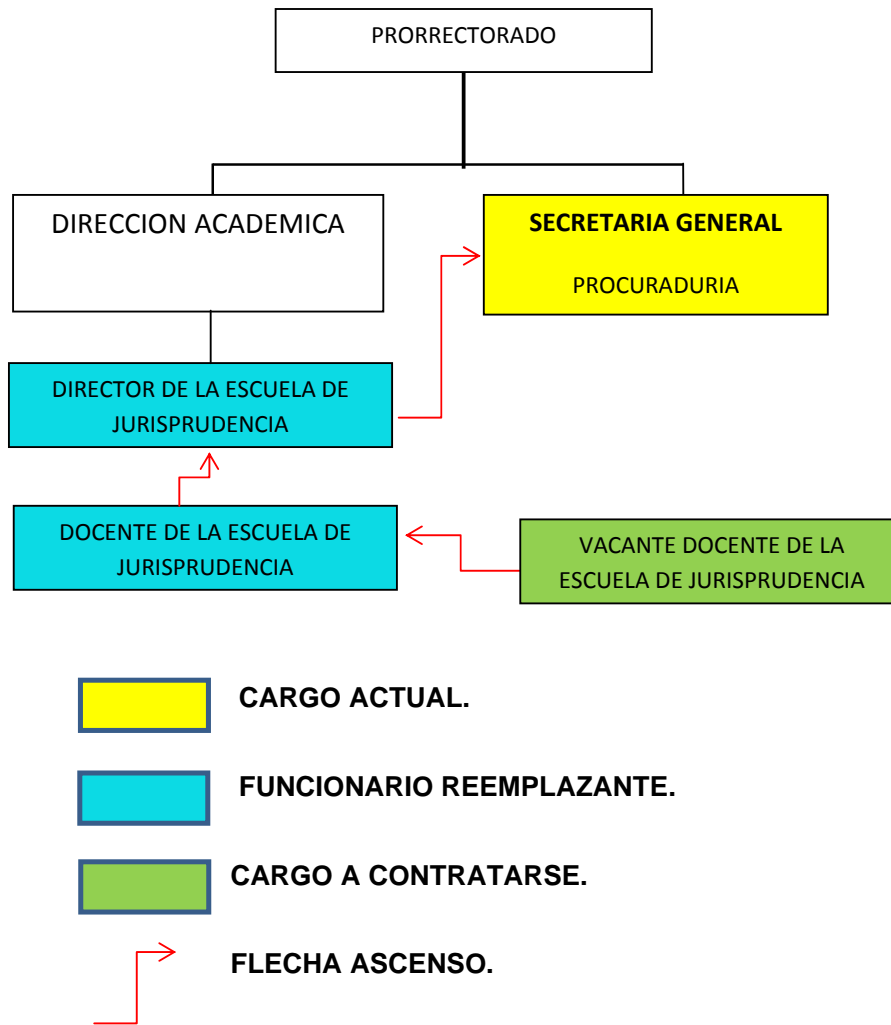 PRORRECTORADO
DIRECCION ACADEMICA
SECRETARIA GENERAL
PROCURADURIA
DIRECTOR DE LA ESCUELA DE
JURISPRUDENCIA
DOCENTE DE LA ESCUELA DE
JURISPRUDENCIA
VACANTE DOCENTE DE LA
ESCUELA DE JURISPRUDENCIA
CARGO ACTUAL.
FUNCIONARIO REEMPLAZANTE.
CARGO A CONTRATARSE.
FLECHA ASCENSO.